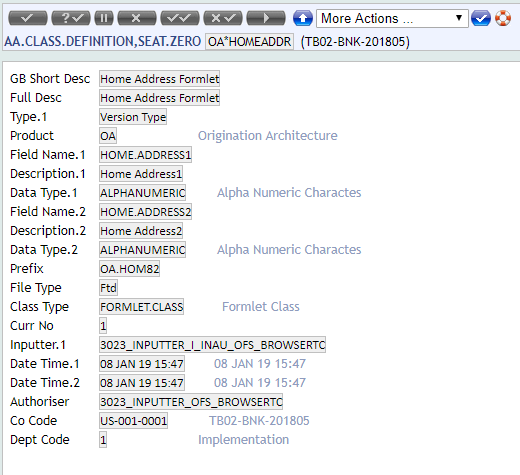 More Actions ...
AA.CLASS.DEFINITION,SEAT.ZERO OA*HOMEADDR (TB02-BNK-201805)
GB Short Desc Home Address Formlet
Full Desc Home Address Formlet
Type.1 Version Type
Product OA Origination Architecture
Field Name.1 HOME.ADDRESS1
Description.1 Home Address1
Data Type.1 ALPHANUMERIC Alpha Numeric Charactes
Field Name.2 HOME.ADDRESS2
Description.2 Home Address2
Data Type.2 ALPHANUMERIC Alpha Numeric Charactes
Prefix OA.HOM82
File Type Ftd
Class Type FORMLET.CLASS Formlet Class
Curr No 1
Inputter.1 3023_INPUTTER_I_INAU_OFS_BROWSERTC
Date Time.1 08 JAN 19 15:47 08 JAN 19 15:47
Date Time.2 08 JAN 19 15:47 08 JAN 19 15:47
Authoriser 3023_INPUTTER_OFS_BROWSERTC
Co Code US-001-0001 TB02-BNK-201805
Dept Code 1 Implementation